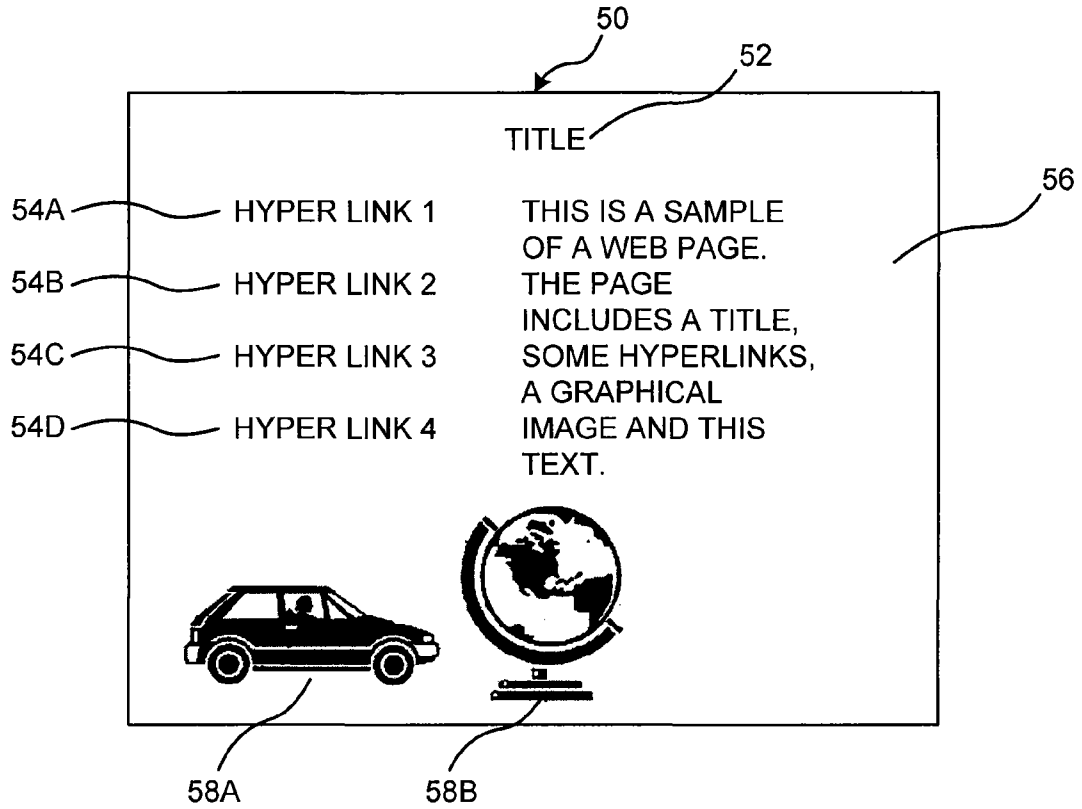 50
52
TITLE
56
54A HYPER LINK 1
54B HYPER LINK 2
54C HYPER LINK 3
54D HYPER LINK 4
THIS IS A SAMPLE
OF A WEB PAGE.
THE PAGE
INCLUDES A TITLE,
SOME HYPERLINKS,
A GRAPHICAL
IMAGE AND THIS
TEXT.
58A
58B